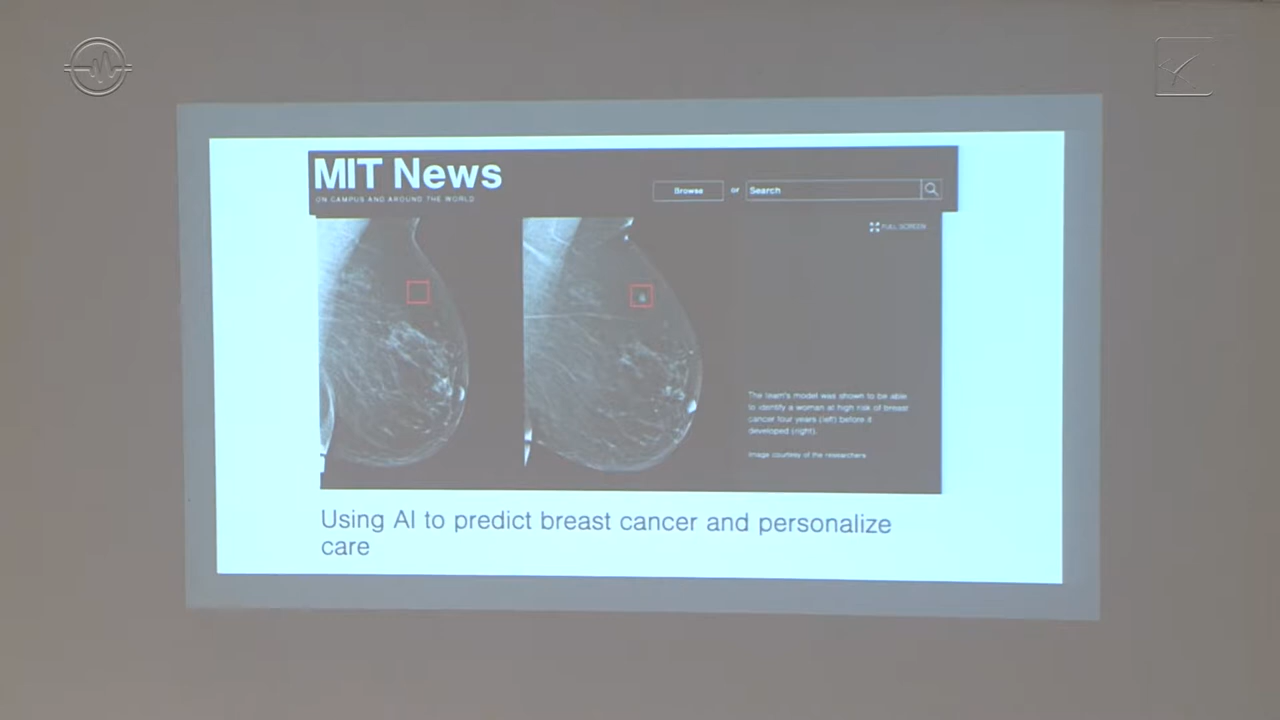 MIT News
ON CAMPUS AND AROUND THE WORLD
Browse or Search
FULL SCREEN
The team's model was shown to be able
to identify a woman at high risk of breast
cancer four years (left) before it
developed (right).
Image courtesy of the researchers
Using AI to predict breast cancer and personalize
care